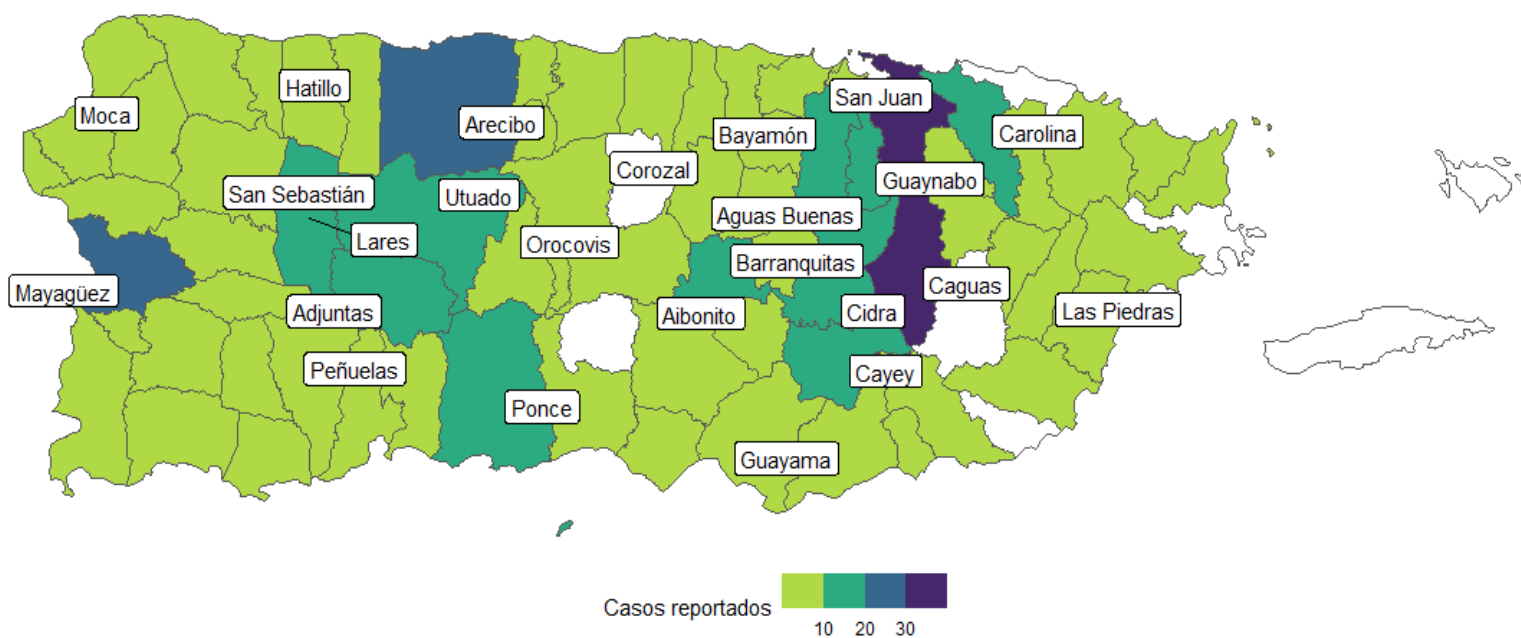 Hatillo
Moca
San Juan
Arecibo
Bayamón
Carolina
Corozal
Guaynabo
San Sebastián
Utuado
Aguas Buenas
Lares
Orocovis
Barranquitas
Caguas
Mayagüez
Adjuntas
Aibonito
Cidra
Las Piedras
Peñuelas
Cayey
Ponce
Guayama
Casos reportados
10 20 30